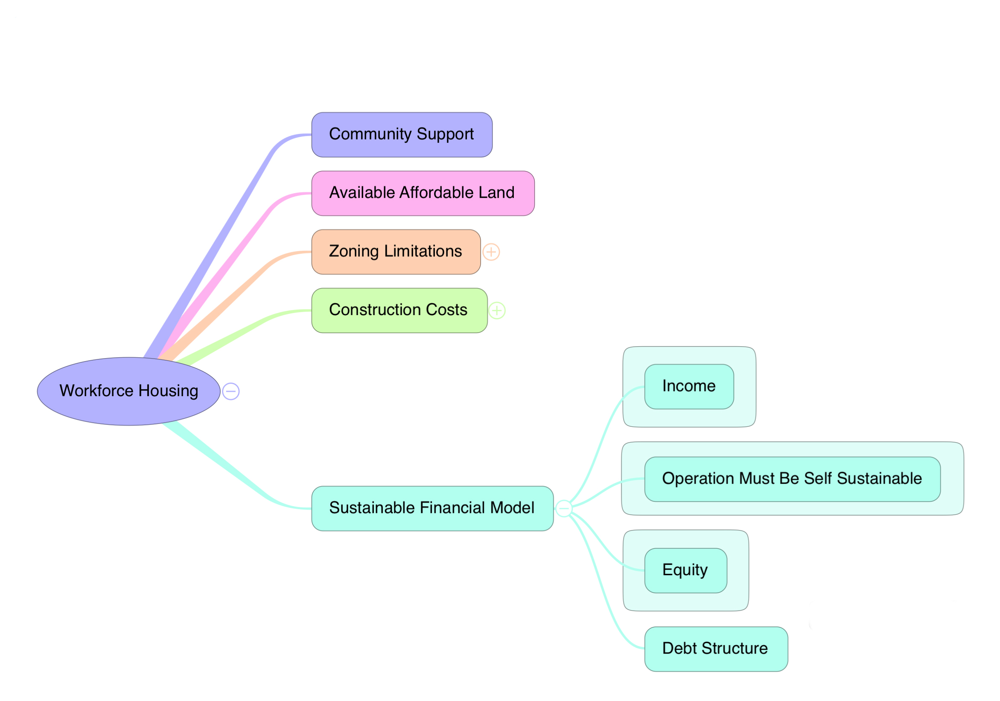 Community Support
Available Affordable Land
Zoning Limitations
Construction Costs
Workforce Housing
Income
Operation Must Be Self Sustainable
Sustainable Financial Model
Equity
Debt Structure